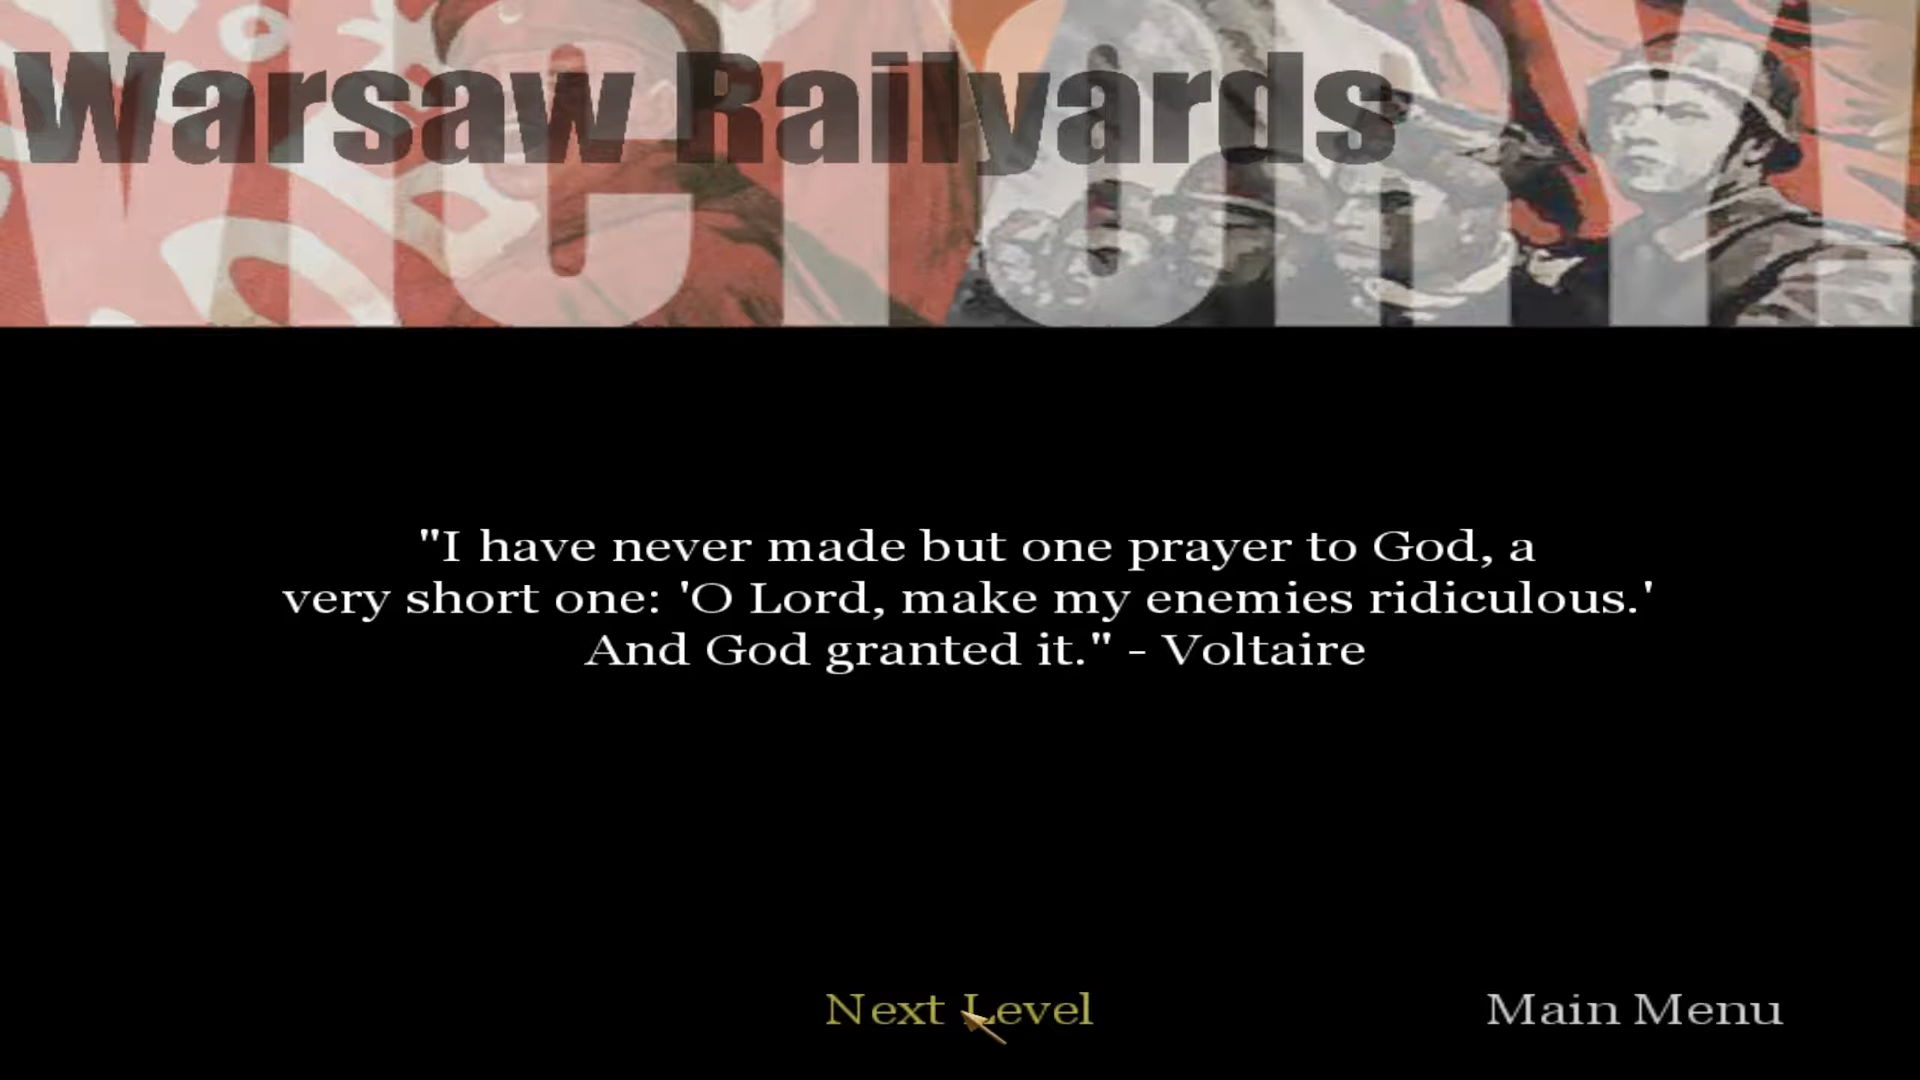 VICTORY
Warsaw Railyards
"I have never made but one prayer to God, a
very short one: 'O Lord, make my enemies ridiculous.'
And God granted it." - Voltaire
Next Level
Main Menu